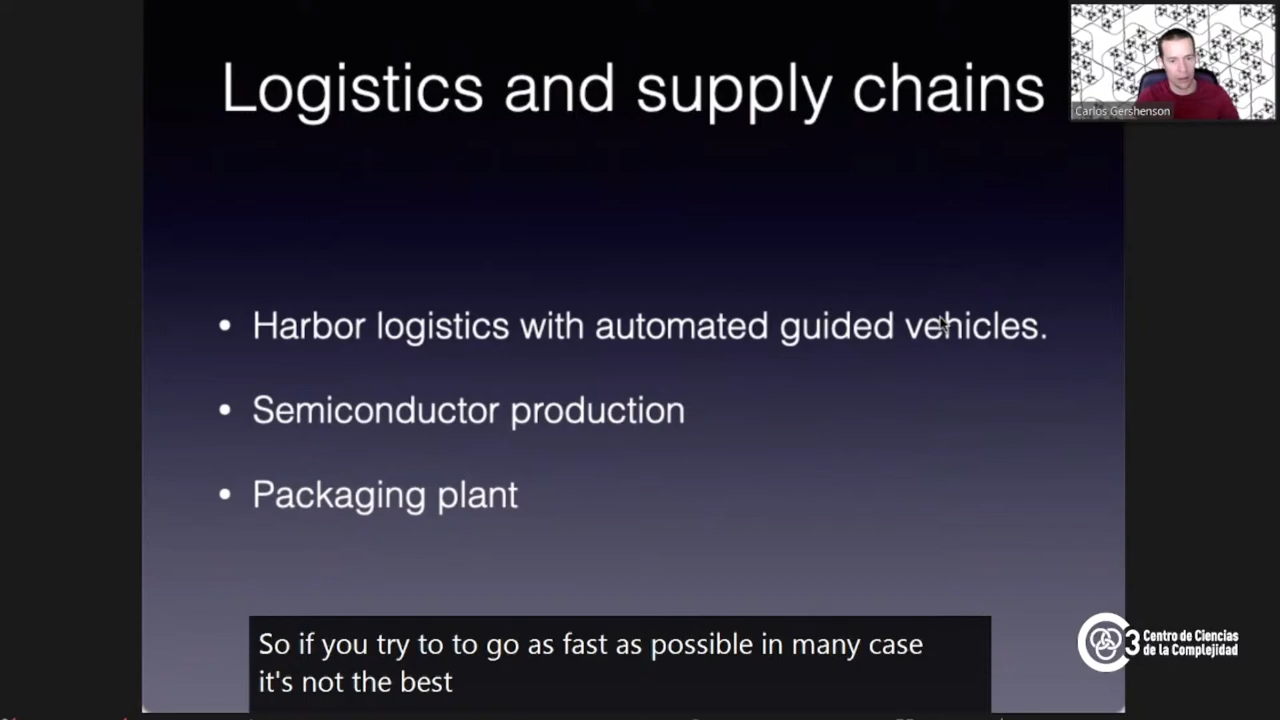 Logistics and supply chains
Carlos Gershenson
• Harbor logistics with automated guided vehicles.
• Semiconductor production
• Packaging plant
So if you try to to go as fast as possible in many case
it's not the best
3 Centro de Ciencias
de la Complejidad